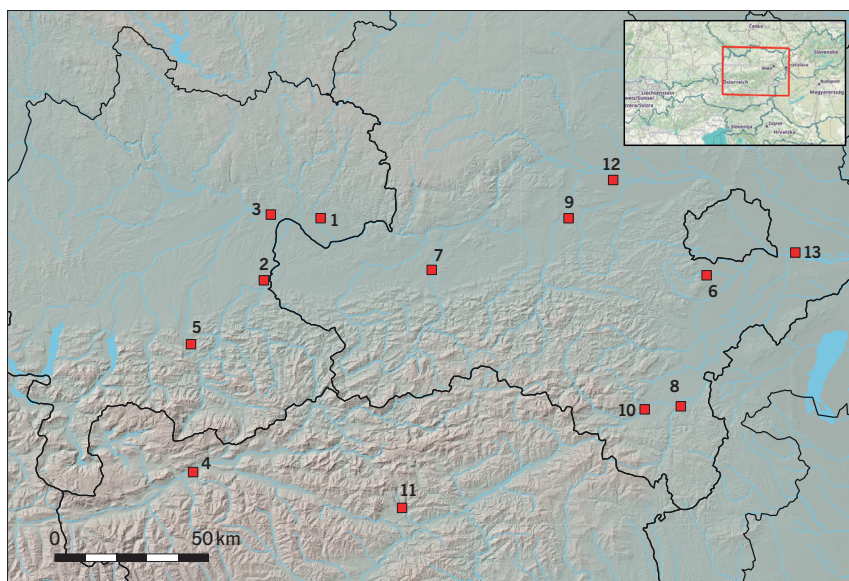 Česko
Slovensko
Wien
Bratislava
Österreich
Budapest
Liechtenstein
Magyarország
Slovenija
Zagreb
Hrvatska
12
3
1
9
13
7
2
6
5
8
10
4
11
0
50 km